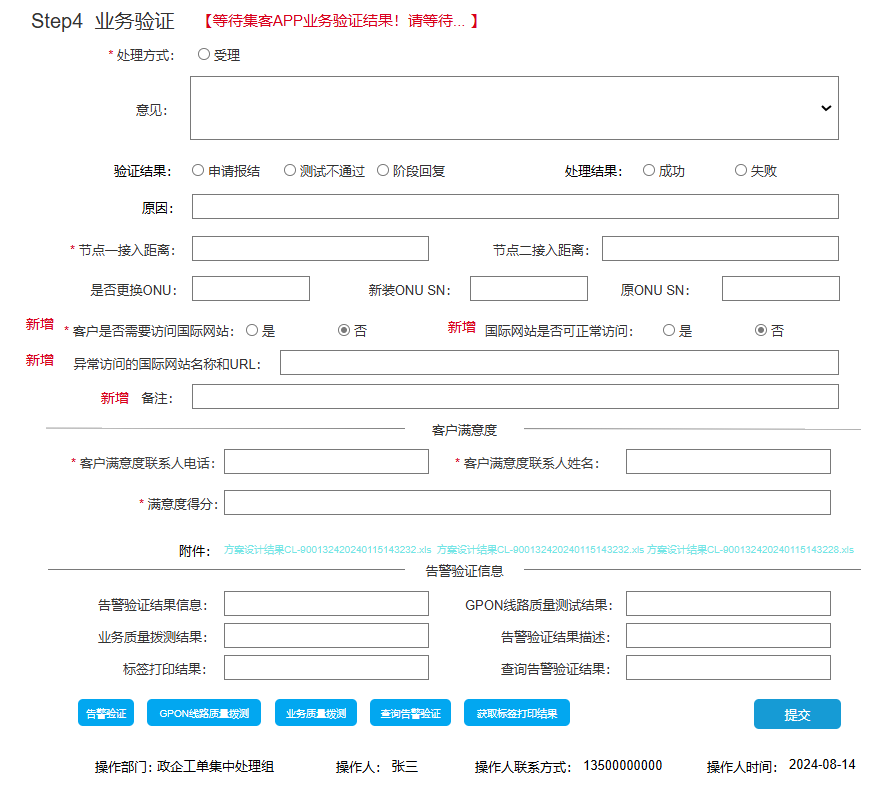 Step4 业务验证 【等待集客APP业务验证结果！请等待... 】
* 处理方式： 受理
意见：
验证结果： 申请报结 测试不通过 阶段回复 处理结果： 成功 失败
原因：
* 节点一接入距离： 节点二接入距离：
是否更换ONU： 新装ONU SN： 原ONU SN：
新增 * 客户是否需要访问国际网站： 是 否 新增 国际网站是否可正常访问： 是 否
新增 异常访问的国际网站名称和URL：
新增 备注：
客户满意度
* 客户满意度联系人电话： * 客户满意度联系人姓名：
* 满意度得分：
附件： 方案设计结果CL-900132420240115143232.xls 方案设计结果CL-900132420240115143232.xls 方案设计结果CL-900132420240115143228.xls
告警验证信息
告警验证结果信息： GPON线路质量测试结果：
业务质量拨测结果： 告警验证结果描述：
标签打印结果： 查询告警验证结果：
告警验证 GPON线路质量拨测 业务质量拨测 查询告警验证 获取标签打印结果 提交
操作部门：政企工单集中处理组 操作人： 张三 操作人联系方式： 13500000000 操作人时间： 2024-08-14